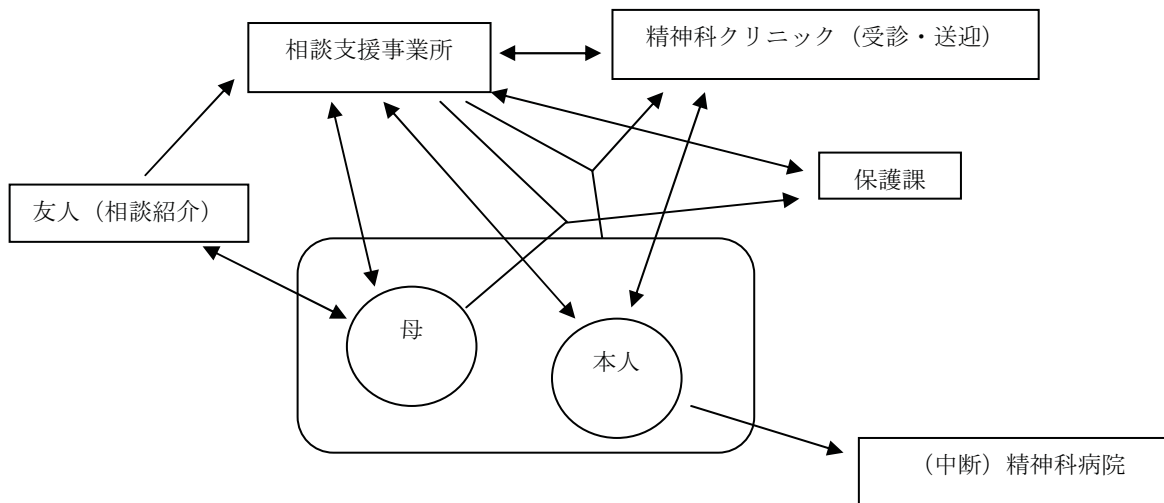 相談支援事業所
精神科クリニック（受診・送迎）
保護課
友人（相談紹介）
母
本人
（中断）精神科病院